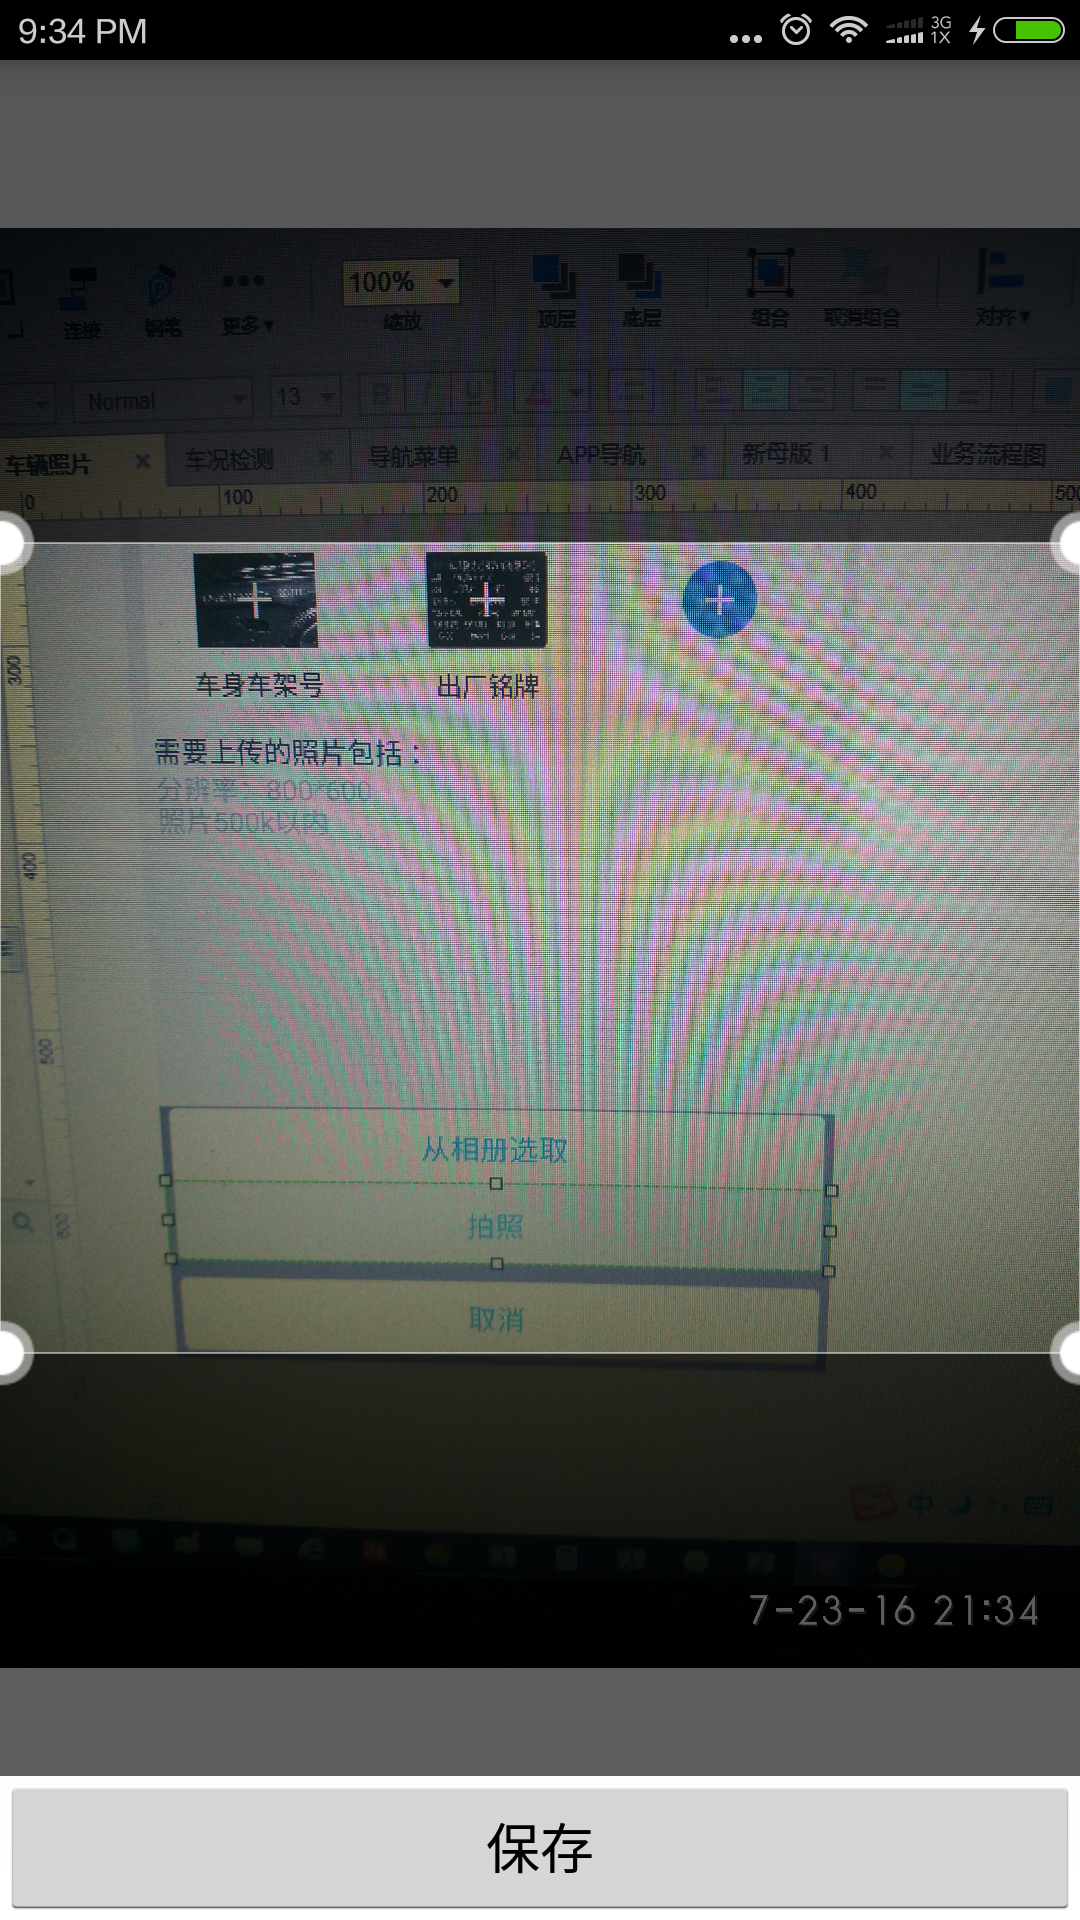 9:34 PM
3G
1X
100%
连接 钢笔 更多 缩放 顶层 底层 组合 取消组合 对齐
Normal 13 B I U A
车辆照片 车况检测 导航菜单 APP导航 新母版 1 业务流程图
0 100 200 300 400 500
车身车架号 出厂铭牌
300
需要上传的照片包括：
分辨率：800*600
照片500k以内
400
500
从相册选取
600
拍照
取消
中
7-23-16 21:34
保存